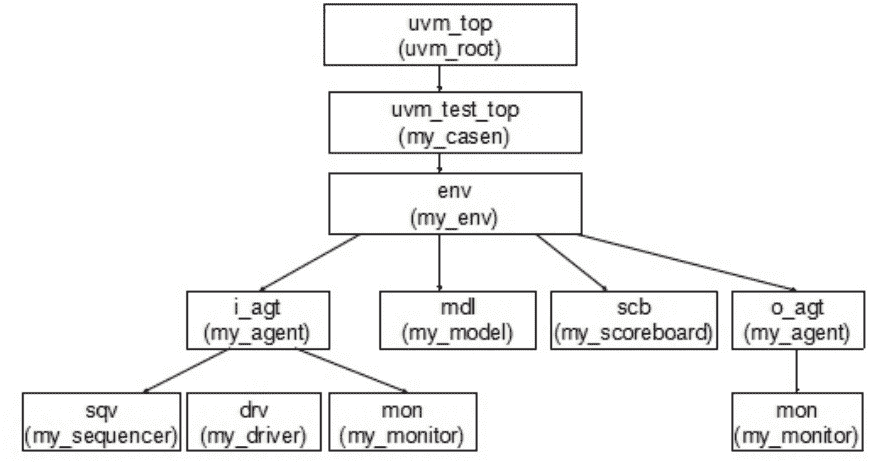 uvm_top
(uvm_root)
uvm_test_top
(my_casen)
env
(my_env)
i_agt
(my_agent)
mdl
(my_model)
scb
(my_scoreboard)
o_agt
(my_agent)
sqv
(my_sequencer)
drv
(my_driver)
mon
(my_monitor)
mon
(my_monitor)